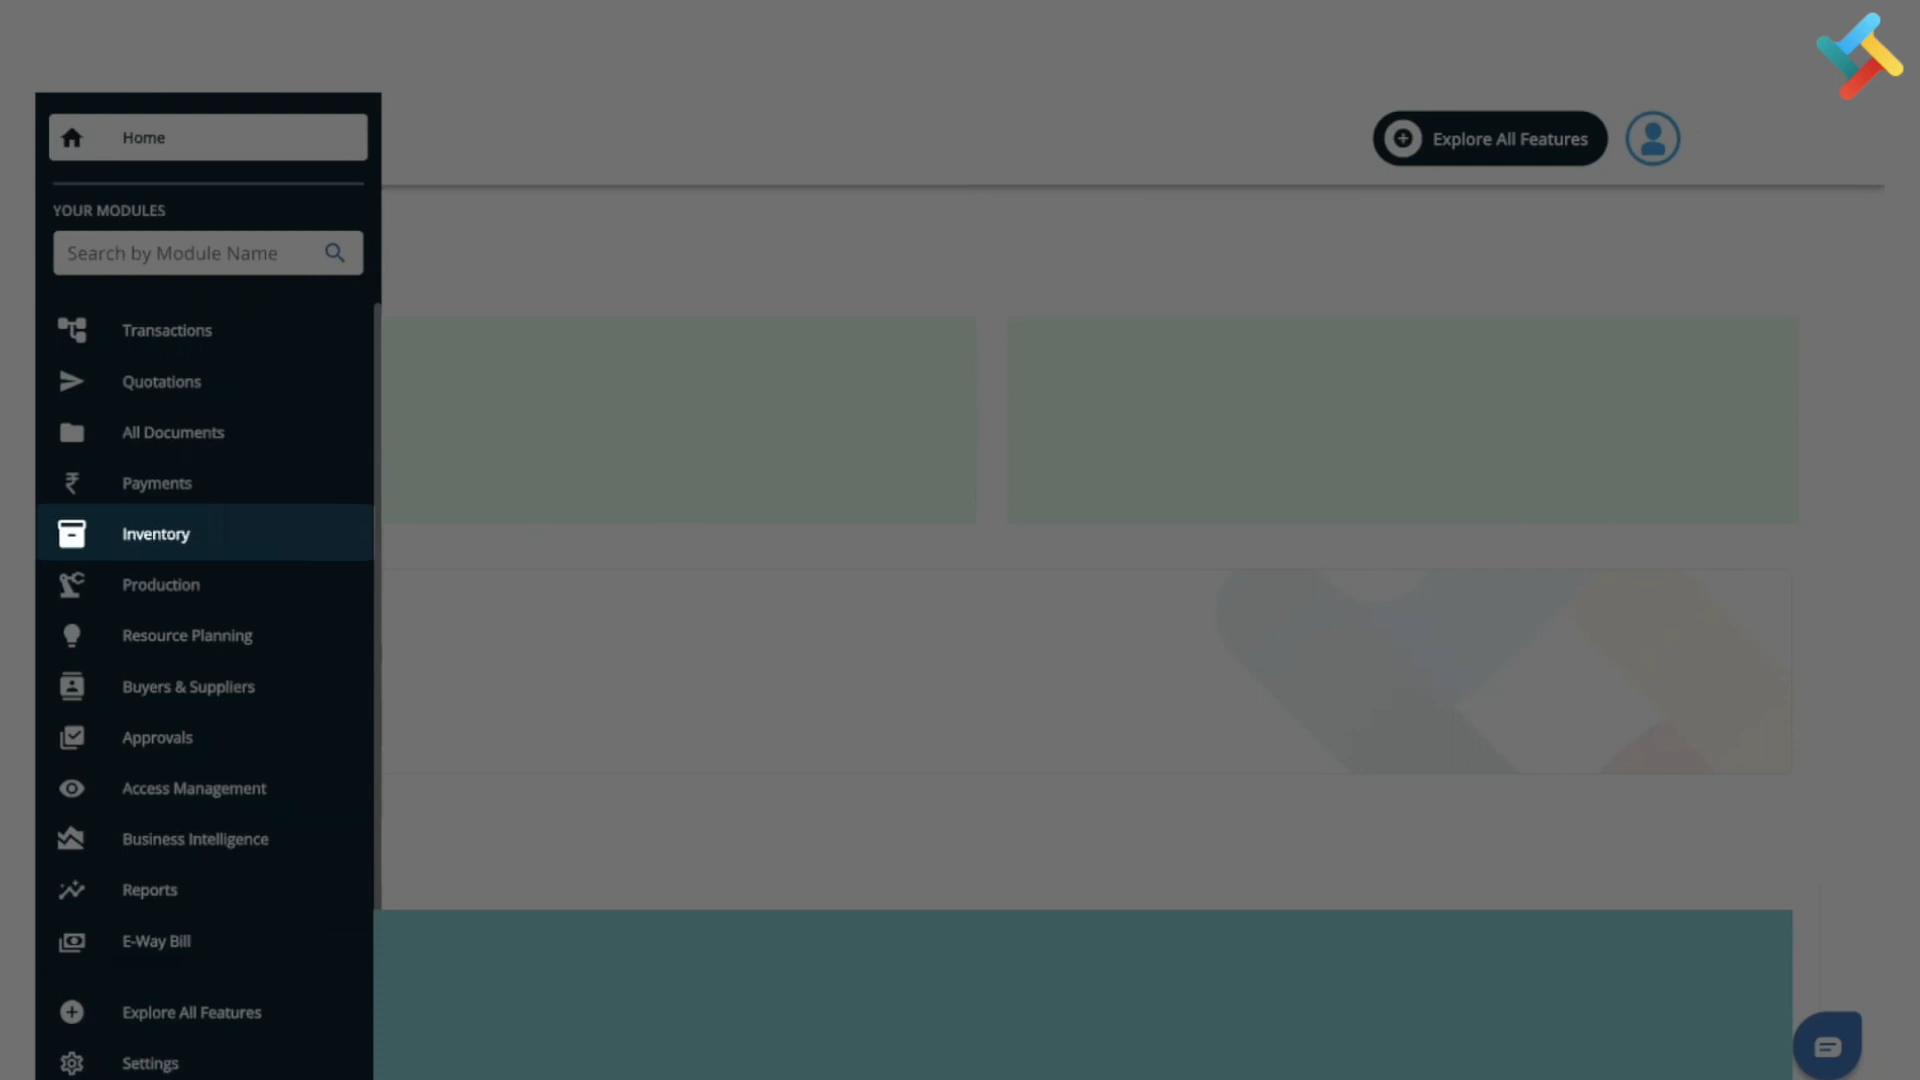 Home
Explore All Features
YOUR MODULES
Search by Module Name
Transactions
Quotations
All Documents
Payments
Inventory
Production
Resource Planning
Buyers & Suppliers
Approvals
Access Management
Business Intelligence
Reports
E-Way Bill
Explore All Features
Settings